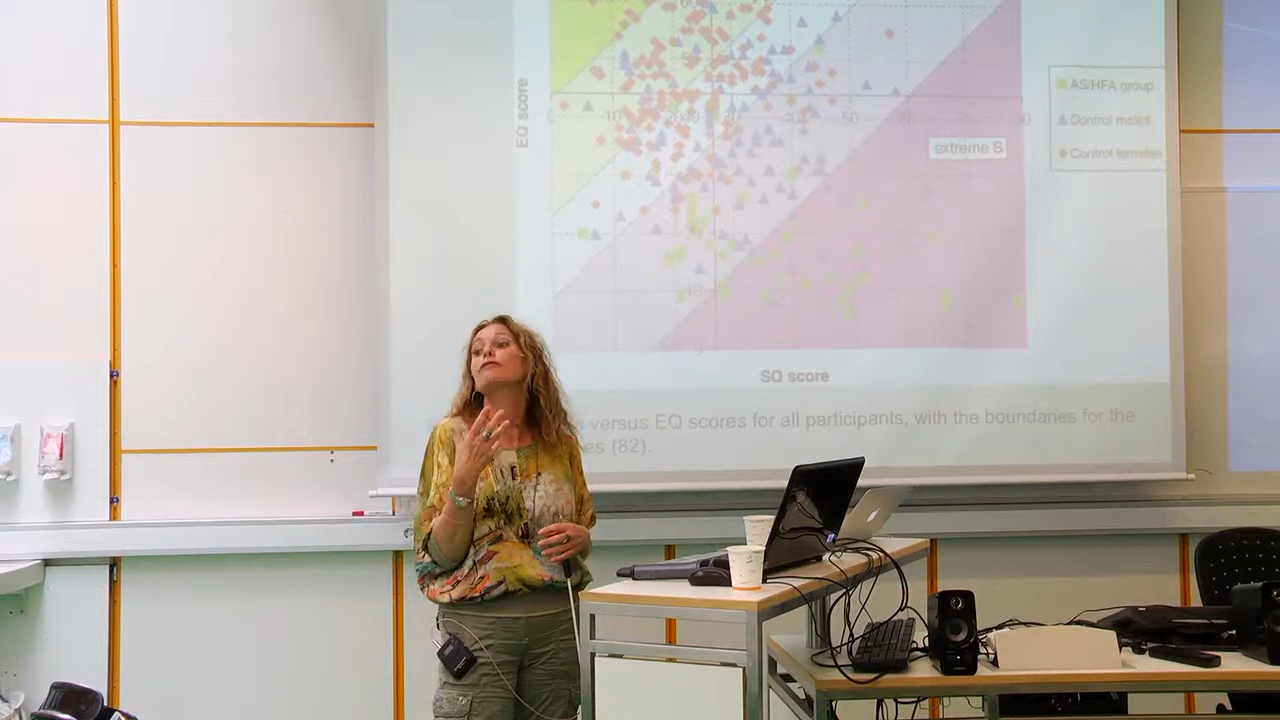 EQ score
AS/HFA group
Control males
Control females
extreme S
50
SQ score
versus EQ scores for all participants, with the boundaries for the
(82).